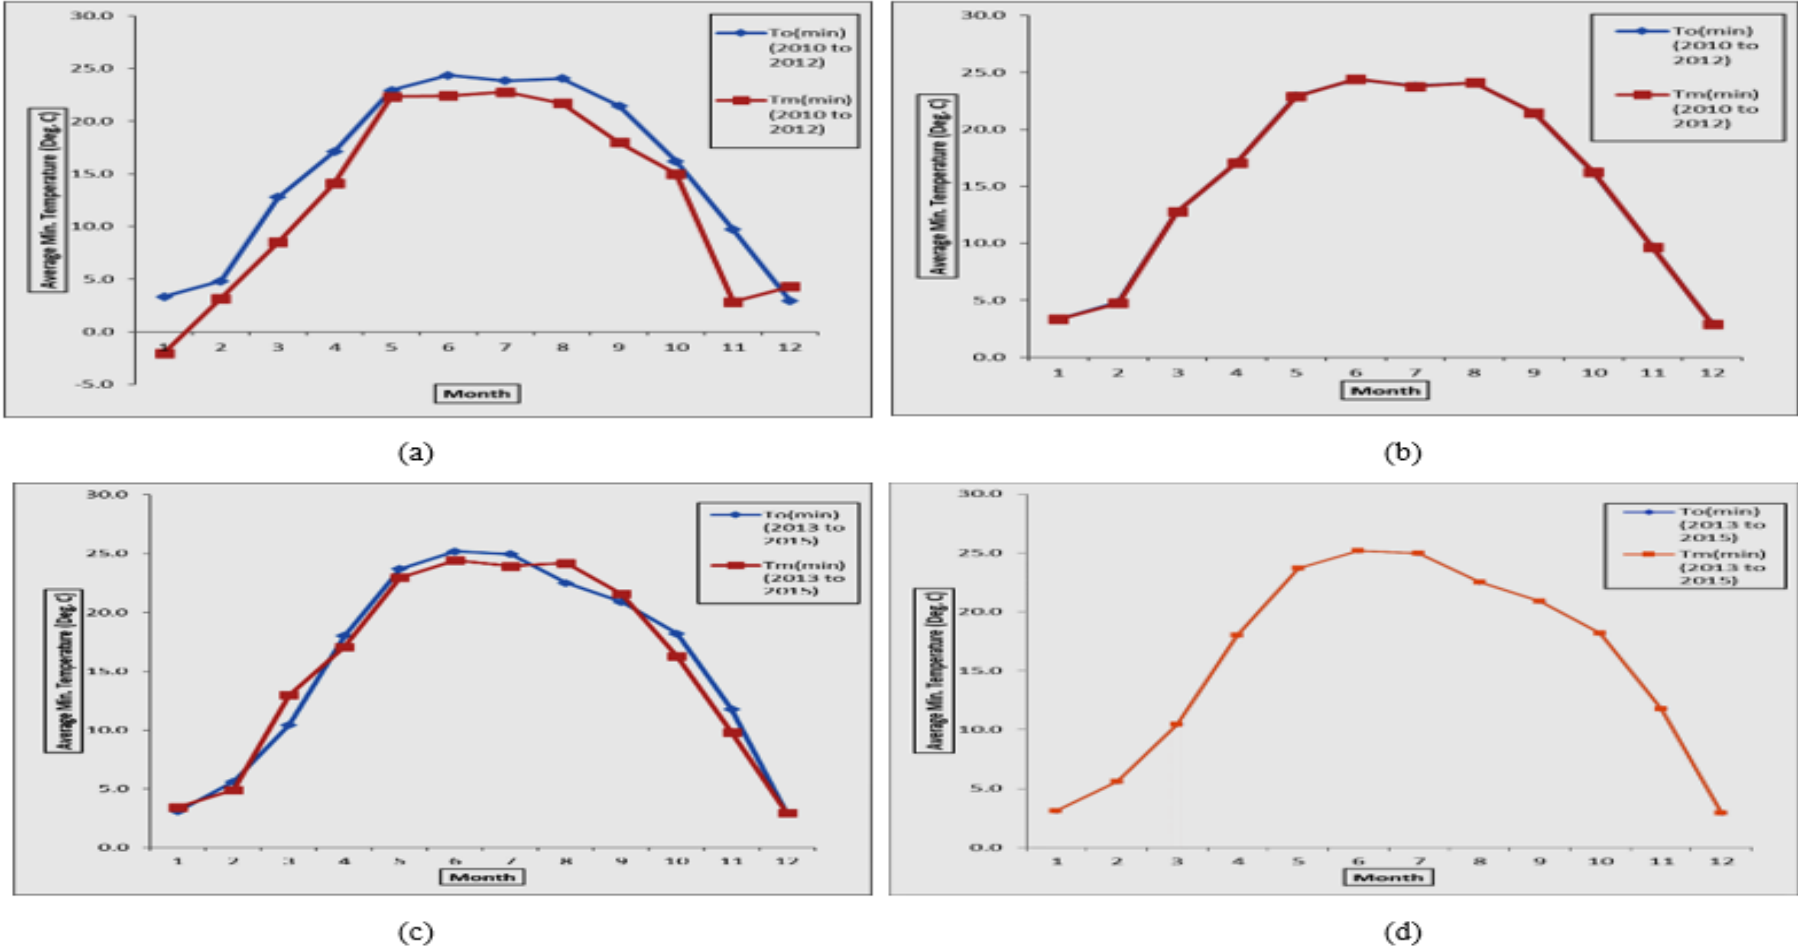 30.0
25.0
20.0
15.0
10.0
5.0
0.0
-5.0
Average Min. Temperature (Deg. C)
1 2 3 4 5 6 7 8 9 10 11 12
Month
To(min)
(2010 to
2012)
Tm(min)
(2010 to
2012)
(a)
30.0
25.0
20.0
15.0
10.0
5.0
0.0
Average Min. Temperature (Deg. C)
1 2 3 4 5 6 7 8 9 10 11 12
Month
To(min)
(2010 to
2012)
Tm(min)
(2010 to
2012)
(b)
30.0
25.0
20.0
15.0
10.0
5.0
0.0
Average Min. Temperature (Deg. C)
1 2 3 4 5 6 7 8 9 10 11 12
Month
To(min)
(2013 to
2015)
Tm(min)
(2013 to
2015)
(c)
30.0
25.0
20.0
15.0
10.0
5.0
0.0
Average Min. Temperature (Deg. C)
1 2 3 4 5 6 7 8 9 10 11 12
Month
To(min)
(2013 to
2015)
Tm(min)
(2013 to
2015)
(d)